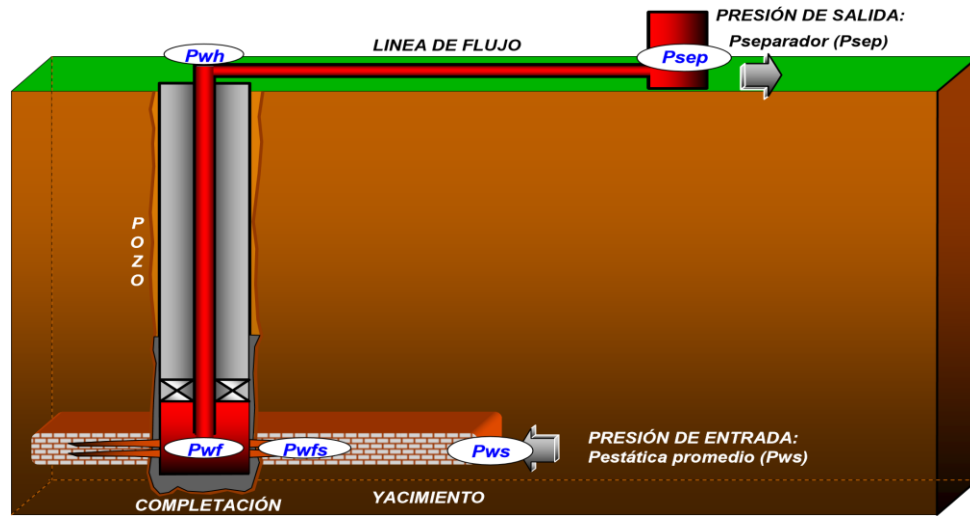 PRESIÓN DE SALIDA:
Pseparador (Psep)
LINEA DE FLUJO
Pwh
Psep
POZO
Pwf
Pwfs
Pws
PRESIÓN DE ENTRADA:
Pestática promedio (Pws)
COMPLETACIÓN
YACIMIENTO